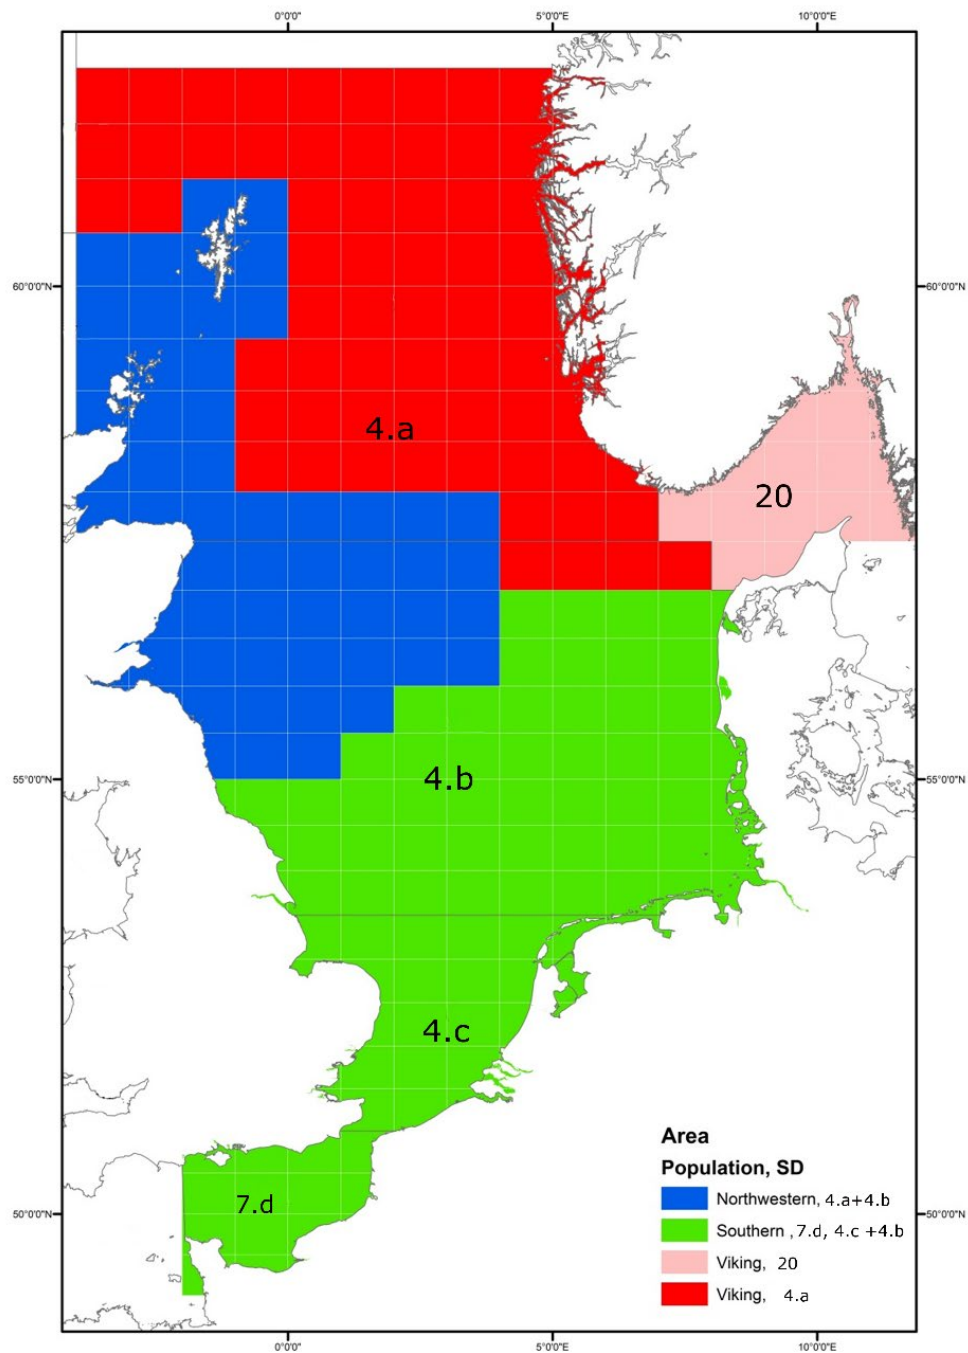 0°0'0" 5°0'0"E 10°0'0"E
60°0'0"N 60°0'0"N
4.a
20
55°0'0"N 4.b 55°0'0"N
4.c
50°0'0"N 7.d 50°0'0"N
Area
Population, SD
Northwestern, 4.a+4.b
Southern , 7.d, 4.c +4.b
Viking, 20
Viking, 4.a
0°0'0" 5°0'0"E 10°0'0"E